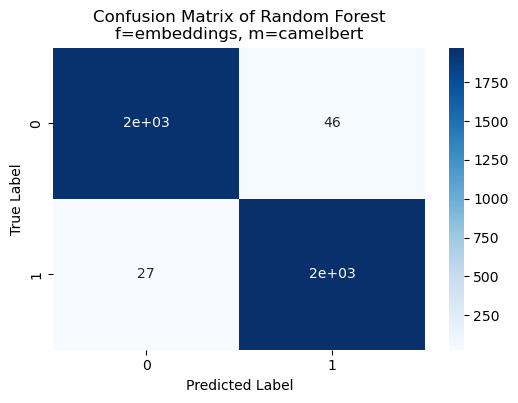 Confusion Matrix of Random Forest
f=embeddings, m=camelbert
True Label
0
1
2e+03
46
27
2e+03
0
1
Predicted Label
1750
1500
1250
1000
750
500
250